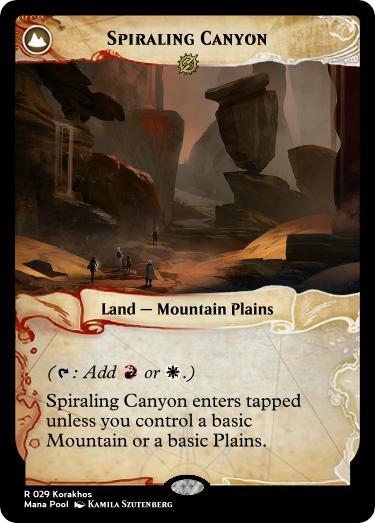 Spiraling Canyon
Land — Mountain Plains
(: Add or .)
Spiraling Canyon enters tapped
unless you control a basic
Mountain or a basic Plains.
R 029 Korakhos
Mana Pool Kamila Szutenberg